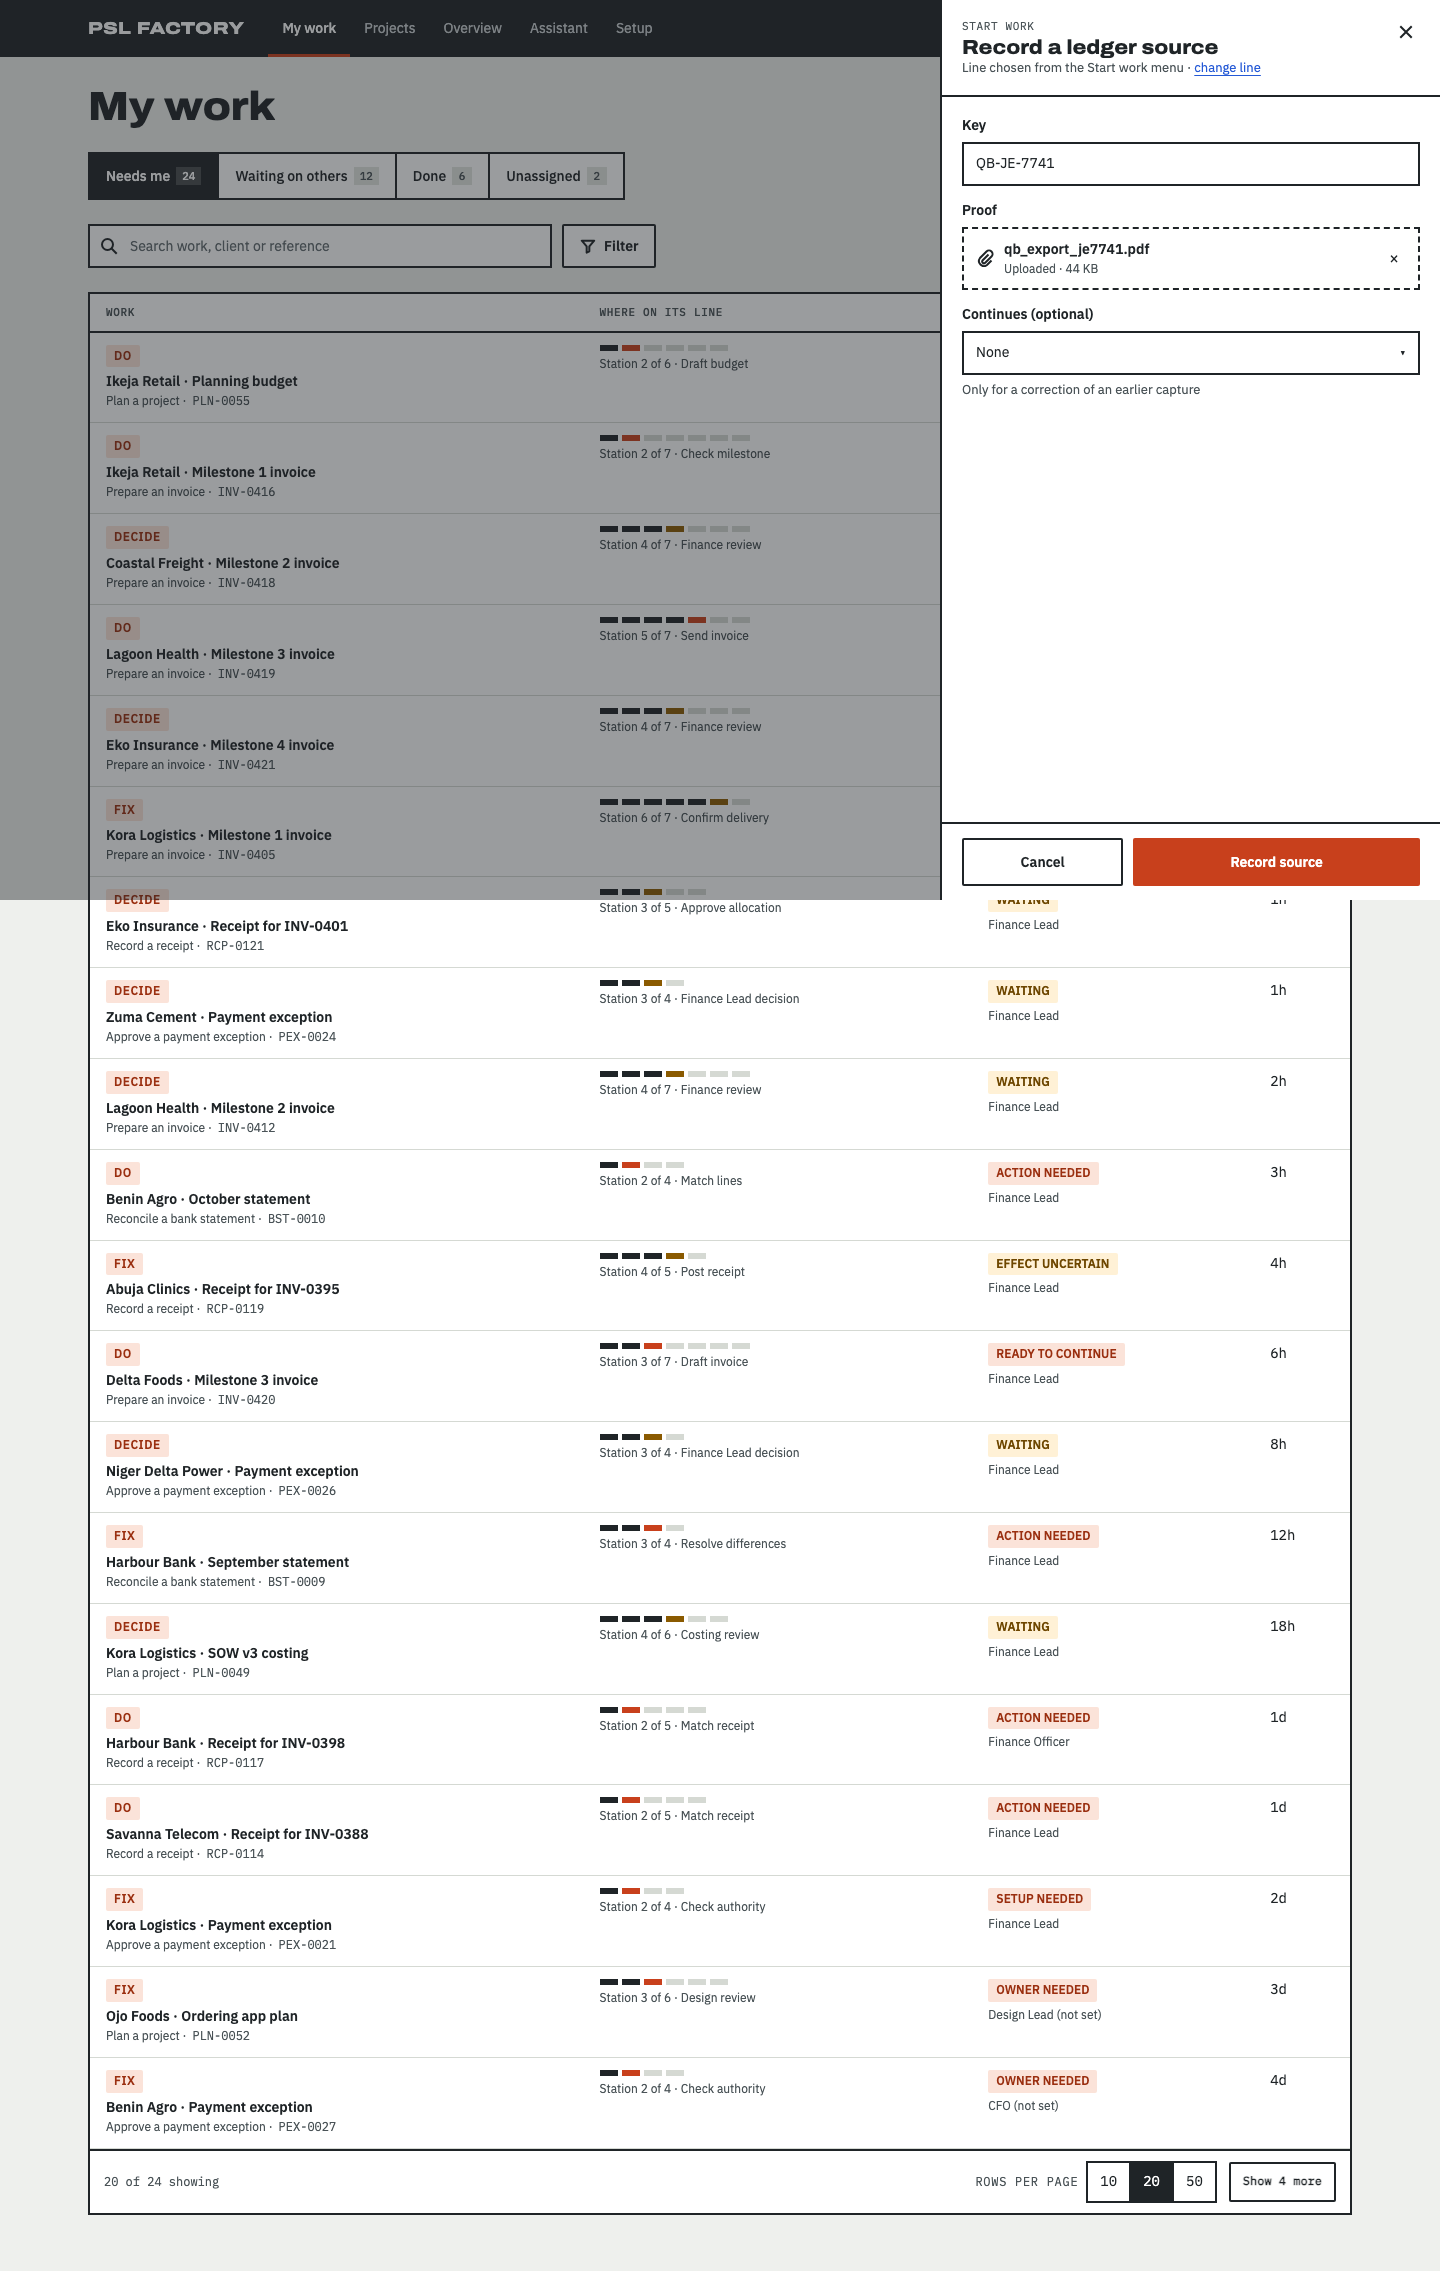 PSL FACTORY
My work
Projects
Overview
Assistant
Setup
START WORK
Record a ledger source
Line chosen from the Start work menu · change line
My work
Needs me 24
Waiting on others 12
Done 6
Unassigned 2
Search work, client or reference
Filter
Key
QB-JE-7741
Proof
qb_export_je7741.pdf
Uploaded · 44 KB
×
Continues (optional)
None
Only for a correction of an earlier capture
Cancel
Record source
WORK
WHERE ON ITS LINE
DO
Ikeja Retail · Planning budget
Plan a project · PLN-0055
Station 2 of 6 · Draft budget
DO
Ikeja Retail · Milestone 1 invoice
Prepare an invoice · INV-0416
Station 2 of 7 · Check milestone
DECIDE
Coastal Freight · Milestone 2 invoice
Prepare an invoice · INV-0418
Station 4 of 7 · Finance review
DO
Lagoon Health · Milestone 3 invoice
Prepare an invoice · INV-0419
Station 5 of 7 · Send invoice
DECIDE
Eko Insurance · Milestone 4 invoice
Prepare an invoice · INV-0421
Station 4 of 7 · Finance review
FIX
Kora Logistics · Milestone 1 invoice
Prepare an invoice · INV-0405
Station 6 of 7 · Confirm delivery
DECIDE
Eko Insurance · Receipt for INV-0401
Record a receipt · RCP-0121
Station 3 of 5 · Approve allocation
WAITING
Finance Lead
1h
DECIDE
Zuma Cement · Payment exception
Approve a payment exception · PEX-0024
Station 3 of 4 · Finance Lead decision
WAITING
Finance Lead
1h
DECIDE
Lagoon Health · Milestone 2 invoice
Prepare an invoice · INV-0412
Station 4 of 7 · Finance review
WAITING
Finance Lead
2h
DO
Benin Agro · October statement
Reconcile a bank statement · BST-0010
Station 2 of 4 · Match lines
ACTION NEEDED
Finance Lead
3h
FIX
Abuja Clinics · Receipt for INV-0395
Record a receipt · RCP-0119
Station 4 of 5 · Post receipt
EFFECT UNCERTAIN
Finance Lead
4h
DO
Delta Foods · Milestone 3 invoice
Prepare an invoice · INV-0420
Station 3 of 7 · Draft invoice
READY TO CONTINUE
Finance Lead
6h
DECIDE
Niger Delta Power · Payment exception
Approve a payment exception · PEX-0026
Station 3 of 4 · Finance Lead decision
WAITING
Finance Lead
8h
FIX
Harbour Bank · September statement
Reconcile a bank statement · BST-0009
Station 3 of 4 · Resolve differences
ACTION NEEDED
Finance Lead
12h
DECIDE
Kora Logistics · SOW v3 costing
Plan a project · PLN-0049
Station 4 of 6 · Costing review
WAITING
Finance Lead
18h
DO
Harbour Bank · Receipt for INV-0398
Record a receipt · RCP-0117
Station 2 of 5 · Match receipt
ACTION NEEDED
Finance Officer
1d
DO
Savanna Telecom · Receipt for INV-0388
Record a receipt · RCP-0114
Station 2 of 5 · Match receipt
ACTION NEEDED
Finance Lead
1d
FIX
Kora Logistics · Payment exception
Approve a payment exception · PEX-0021
Station 2 of 4 · Check authority
SETUP NEEDED
Finance Lead
2d
FIX
Ojo Foods · Ordering app plan
Plan a project · PLN-0052
Station 3 of 6 · Design review
OWNER NEEDED
Design Lead (not set)
3d
FIX
Benin Agro · Payment exception
Approve a payment exception · PEX-0027
Station 2 of 4 · Check authority
OWNER NEEDED
CFO (not set)
4d
20 of 24 showing
ROWS PER PAGE 10 20 50
Show 4 more